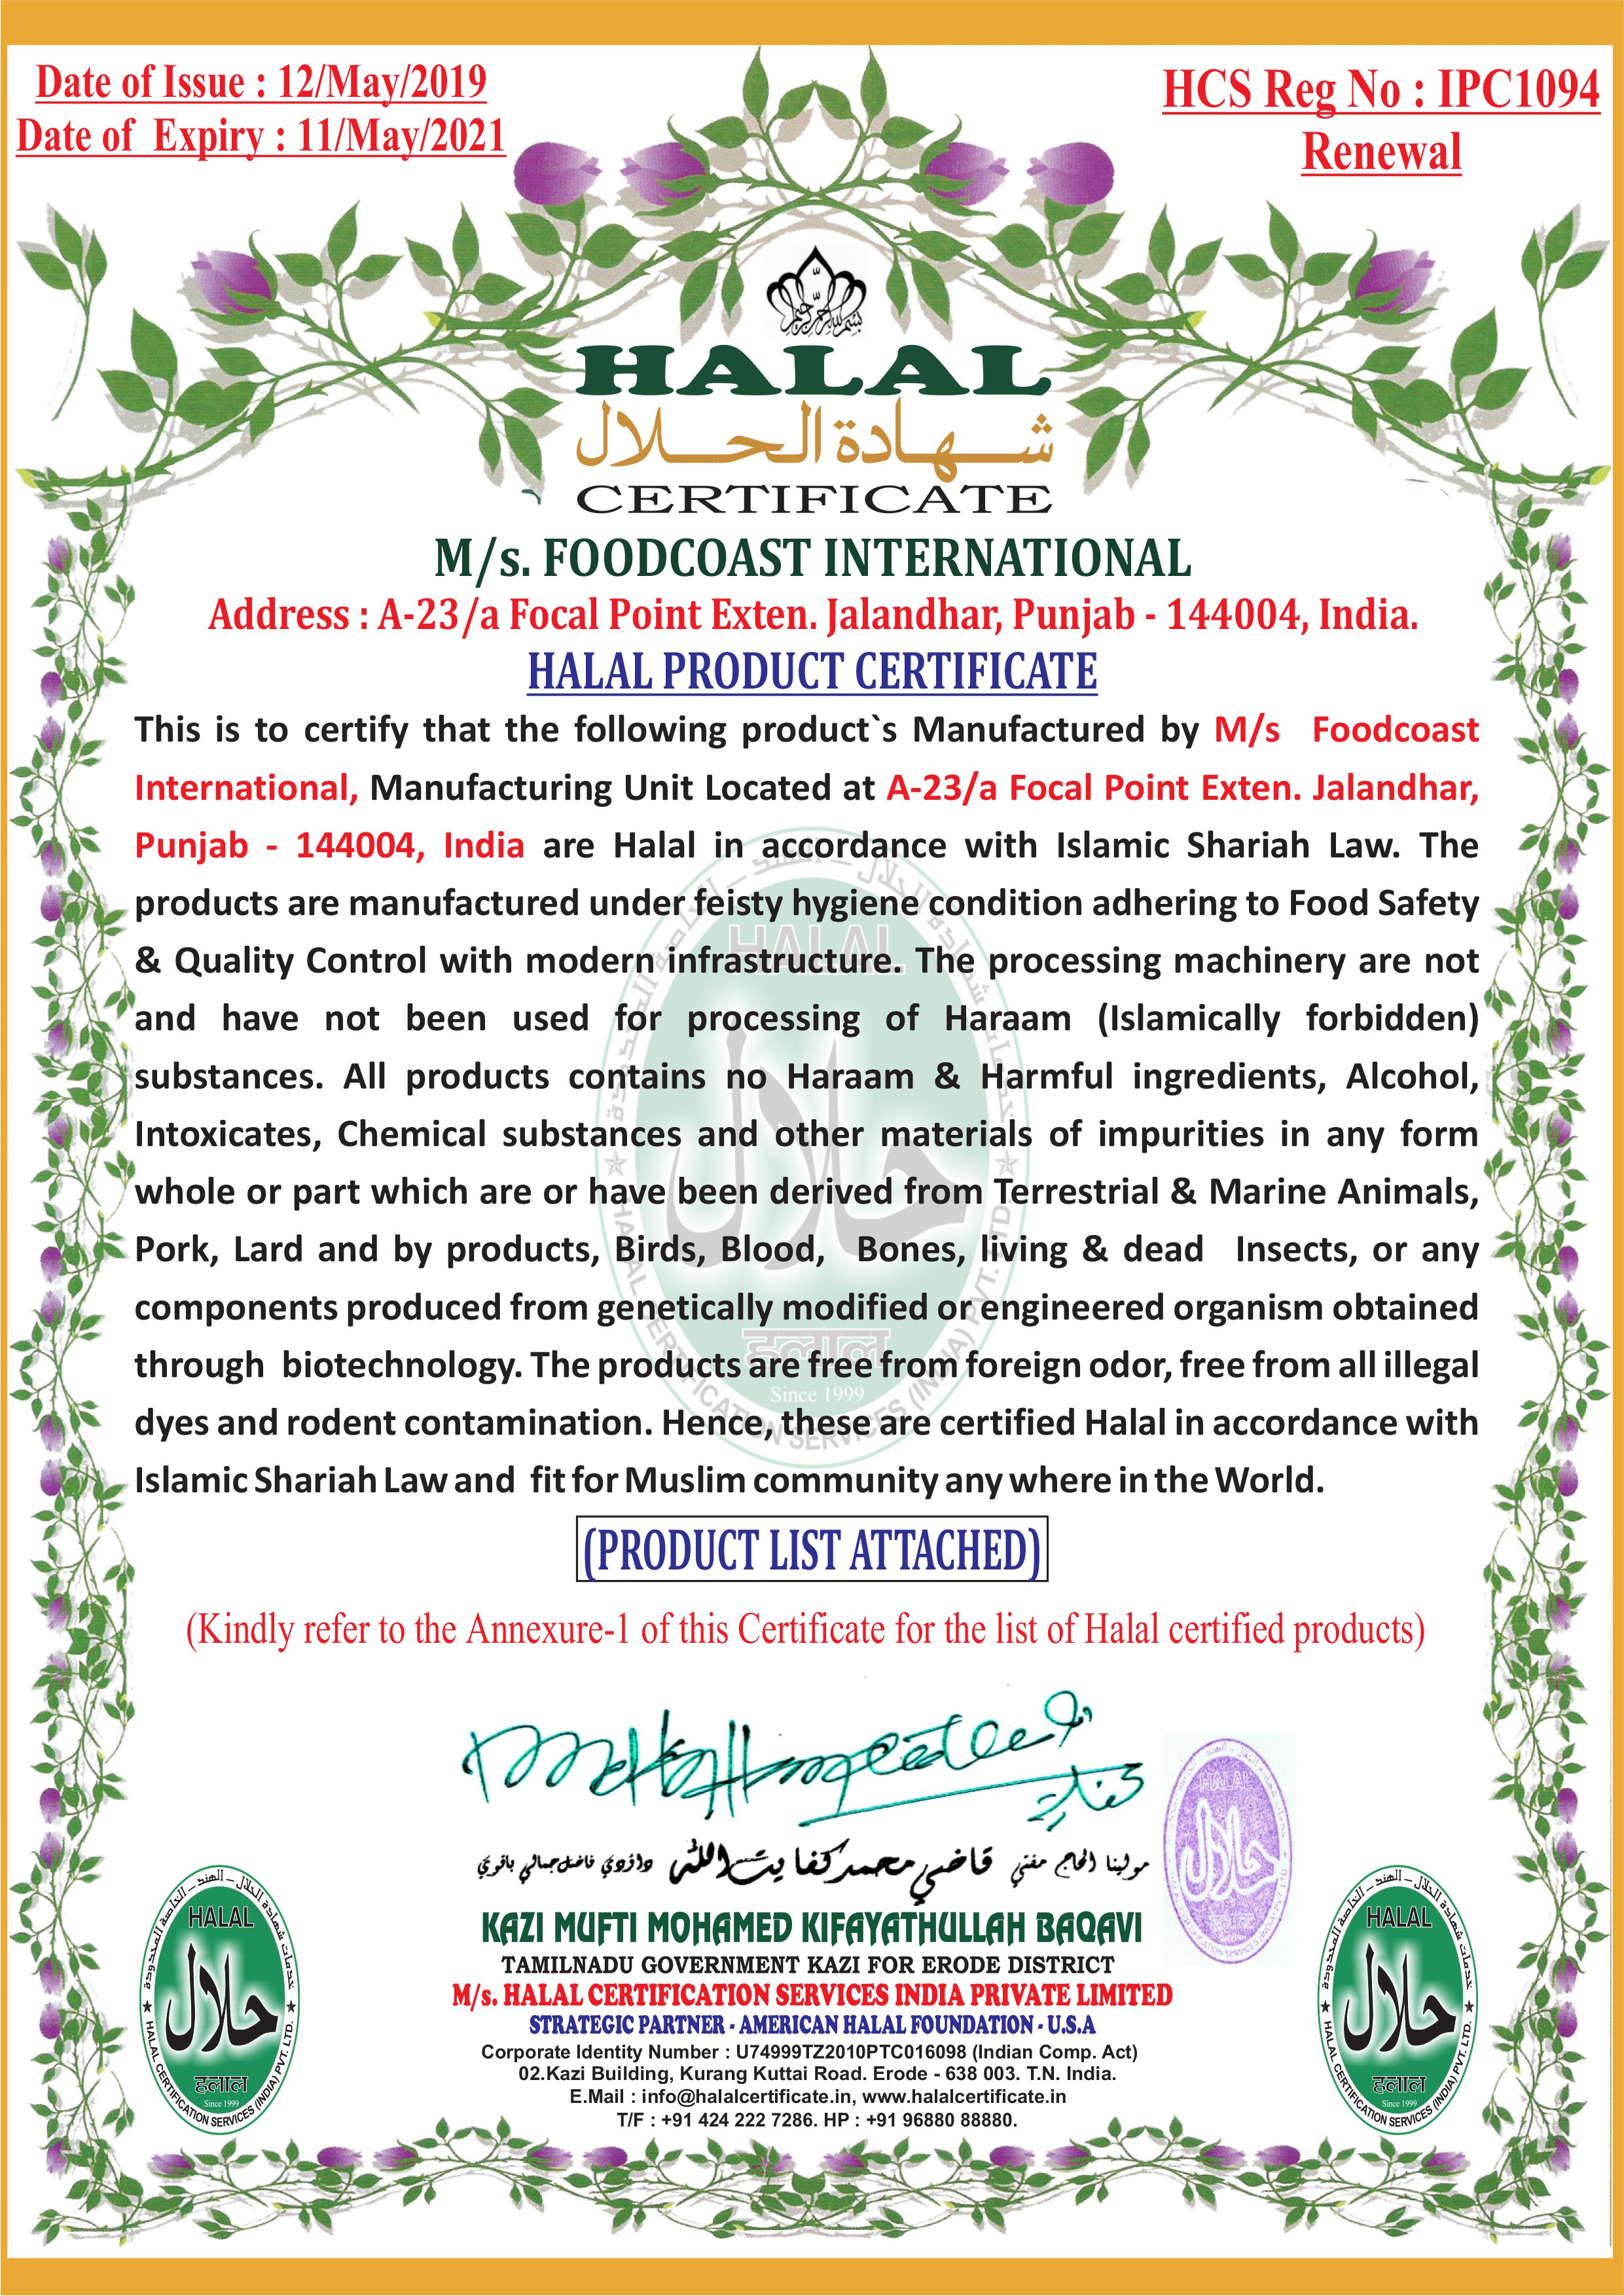 Date of Issue : 12/May/2019
Date of Expiry : 11/May/2021
HCS Reg No : IPC1094
Renewal
HALAL
شهادة الحلال
CERTIFICATE
M/s. FOODCOAST INTERNATIONAL
Address : A-23/a Focal Point Exten. Jalandhar, Punjab - 144004, India.
HALAL PRODUCT CERTIFICATE
This is to certify that the following product`s Manufactured by M/s Foodcoast
International, Manufacturing Unit Located at A-23/a Focal Point Exten. Jalandhar,
Punjab - 144004, India are Halal in accordance with Islamic Shariah Law. The
products are manufactured under feisty hygiene condition adhering to Food Safety
& Quality Control with modern infrastructure. The processing machinery are not
and have not been used for processing of Haraam (Islamically forbidden)
substances. All products contains no Haraam & Harmful ingredients, Alcohol,
Intoxicates, Chemical substances and other materials of impurities in any form
whole or part which are or have been derived from Terrestrial & Marine Animals,
Pork, Lard and by products, Birds, Blood, Bones, living & dead Insects, or any
components produced from genetically modified or engineered organism obtained
through biotechnology. The products are free from foreign odor, free from all illegal
dyes and rodent contamination. Hence, these are certified Halal in accordance with
Islamic Shariah Law and fit for Muslim community any where in the World.
(PRODUCT LIST ATTACHED)
(Kindly refer to the Annexure-1 of this Certificate for the list of Halal certified products)
مولينا الحاج مفتي قاضي محمد كفايت الله داؤدي فاضل جمالي باقوي
KAZI MUFTI MOHAMED KIFAYATHULLAH BAQAVI
TAMILNADU GOVERNMENT KAZI FOR ERODE DISTRICT
M/s. HALAL CERTIFICATION SERVICES INDIA PRIVATE LIMITED
STRATEGIC PARTNER - AMERICAN HALAL FOUNDATION - U.S.A
Corporate Identity Number : U74999TZ2010PTC016098 (Indian Comp. Act)
02.Kazi Building, Kurang Kuttai Road. Erode - 638 003. T.N. India.
E.Mail : info@halalcertificate.in, www.halalcertificate.in
T/F : +91 424 222 7286. HP : +91 96880 88880.
خدمات شهادة الحلال – الهند – الخاصة المحدودة
HALAL
حلال
हलाल
Since 1999
HALAL CERTIFICATION SERVICES (INDIA) PVT. LTD.
خدمات شهادة الحلال – الهند – الخاصة المحدودة
HALAL
حلال
हलाल
Since 1999
HALAL CERTIFICATION SERVICES (INDIA) PVT. LTD.